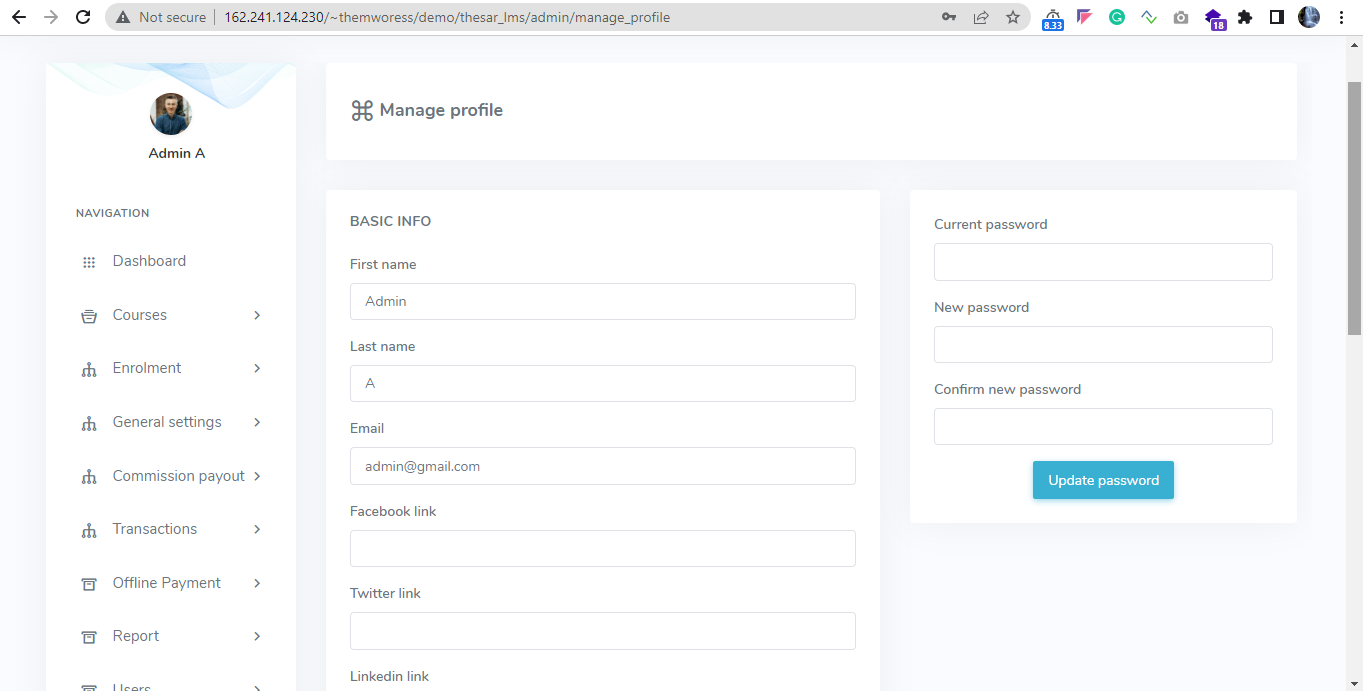 Not secure
162.241.124.230/~themworess/demo/thesar_lms/admin/manage_profile
8.33
18
Admin A
NAVIGATION
Dashboard
Courses
Enrolment
General settings
Commission payout
Transactions
Offline Payment
Report
Users
Manage profile
BASIC INFO
First name
Admin
Last name
A
Email
admin@gmail.com
Facebook link
Twitter link
Linkedin link
Current password
New password
Confirm new password
Update password